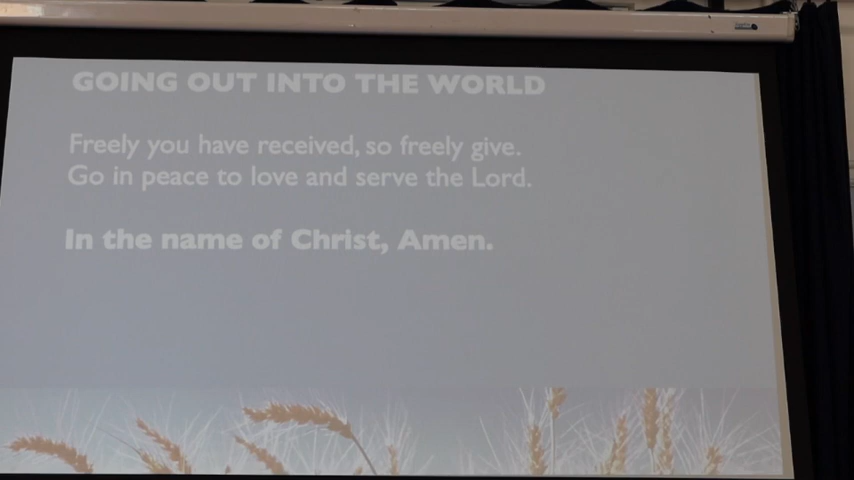 GOING OUT INTO THE WORLD
Freely you have received, so freely give.
Go in peace to love and serve the Lord.
In the name of Christ, Amen.